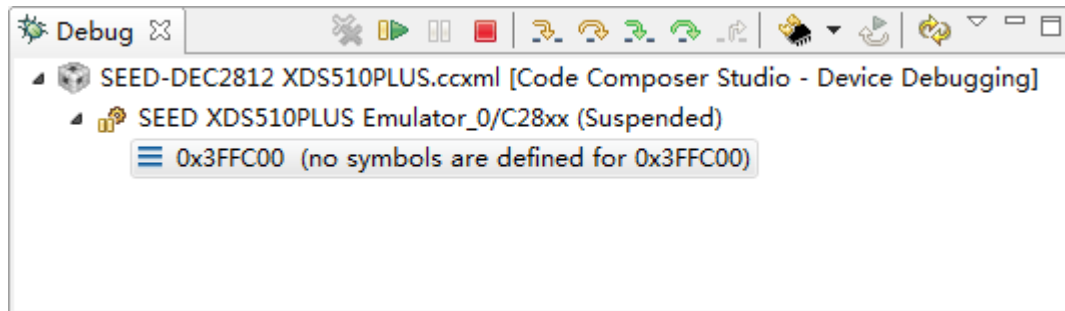 Debug
SEED-DEC2812 XDS510PLUS.ccxml [Code Composer Studio - Device Debugging]
SEED XDS510PLUS Emulator_0/C28xx (Suspended)
0x3FFC00 (no symbols are defined for 0x3FFC00)